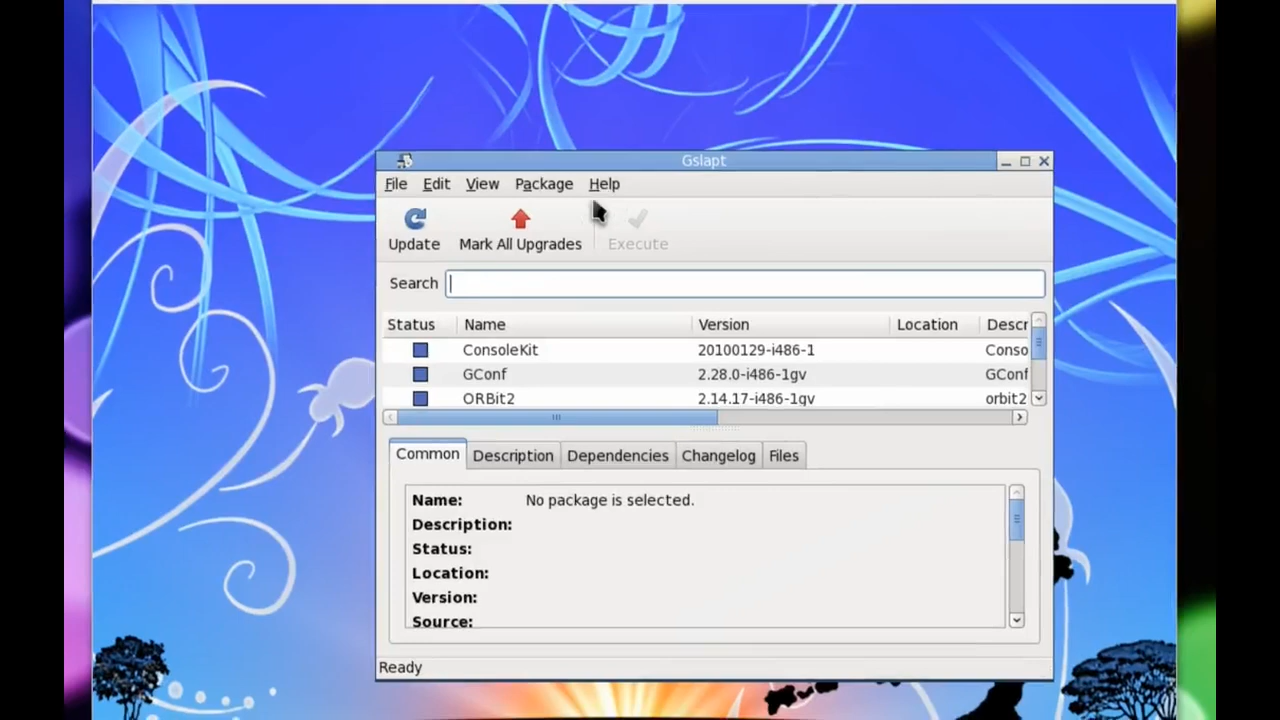 Gslapt
File Edit View Package Help
Update Mark All Upgrades Execute
Search
Status Name Version Location Descr
ConsoleKit 20100129-i486-1 Conso
GConf 2.28.0-i486-1gv GConf
ORBit2 2.14.17-i486-1gv orbit2
Common Description Dependencies Changelog Files
Name: No package is selected.
Description:
Status:
Location:
Version:
Source:
Ready